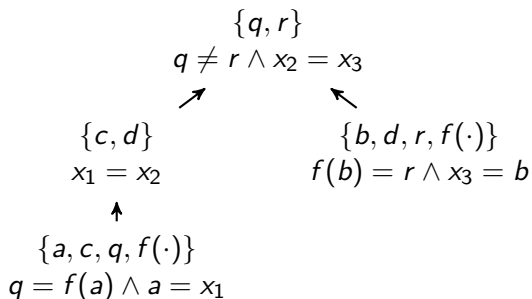 {q, r}
q ≠ r ∧ x₂ = x₃
{c, d}
x₁ = x₂
{b, d, r, f(·)}
f(b) = r ∧ x₃ = b
{a, c, q, f(·)}
q = f(a) ∧ a = x₁